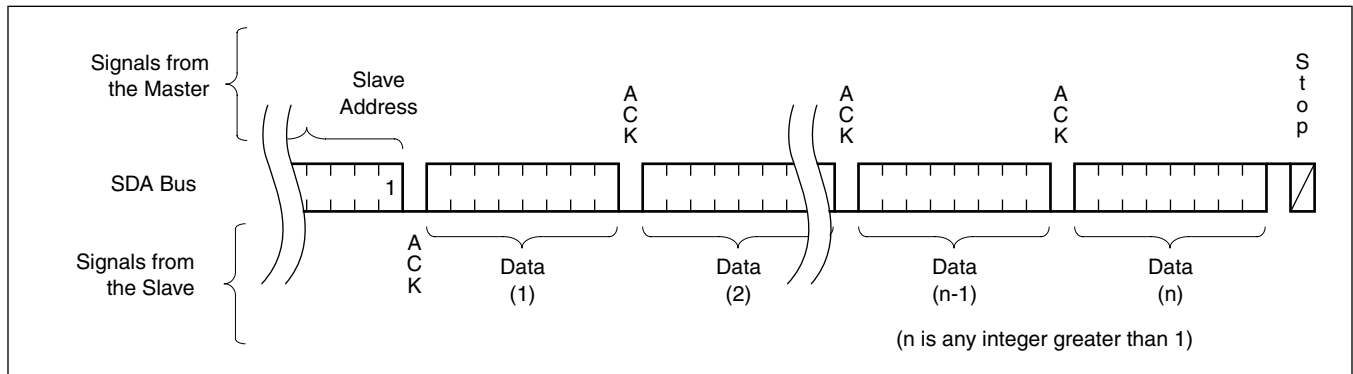 Signals from
the Master
Slave
Address
A
C
K
A
C
K
A
C
K
S
t
o
p
SDA Bus
1
Signals from
the Slave
A
C
K
Data
(1)
Data
(2)
Data
(n-1)
Data
(n)
(n is any integer greater than 1)